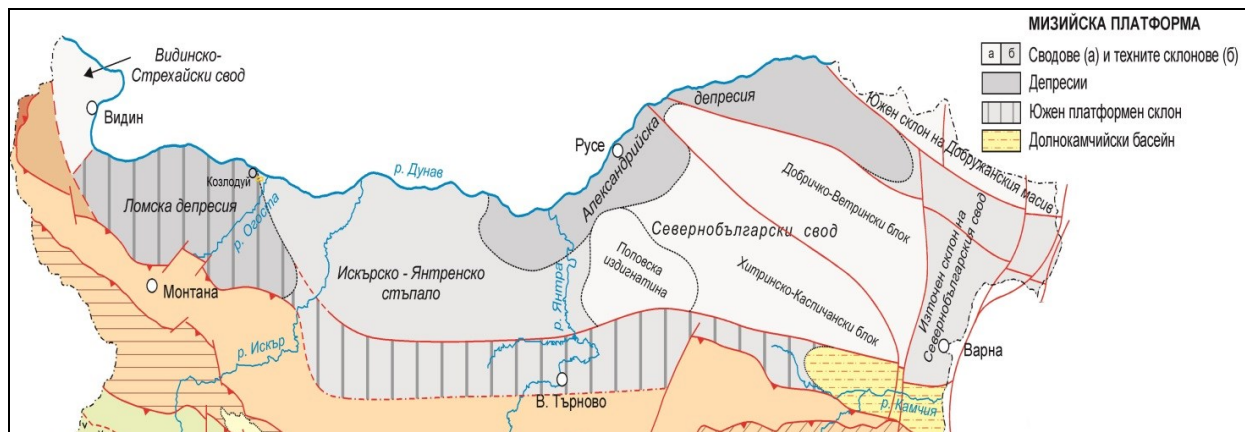 МИЗИЙСКА ПЛАТФОРМА
а б Сводове (а) и техните склонове (б)
Депресии
Южен платформен склон
Долнокамчийски басейн
Видинско-
Стрехайски свод
Видин
Козлодуй
Ломска депресия
р. Огоста
Монтана
р. Искър
р. Дунав
Искърско - Янтренско
стъпало
р. Янтра
В. Търново
Русе
Александрийска
депресия
Южен склон на Добружанския масив
Добричко-Ветрински блок
Севернобългарски свод
Поповска
издигнатина
Хитринско-Каспичански блок
Източен склон на
Севернобългарския свод
Варна
р. Камчия